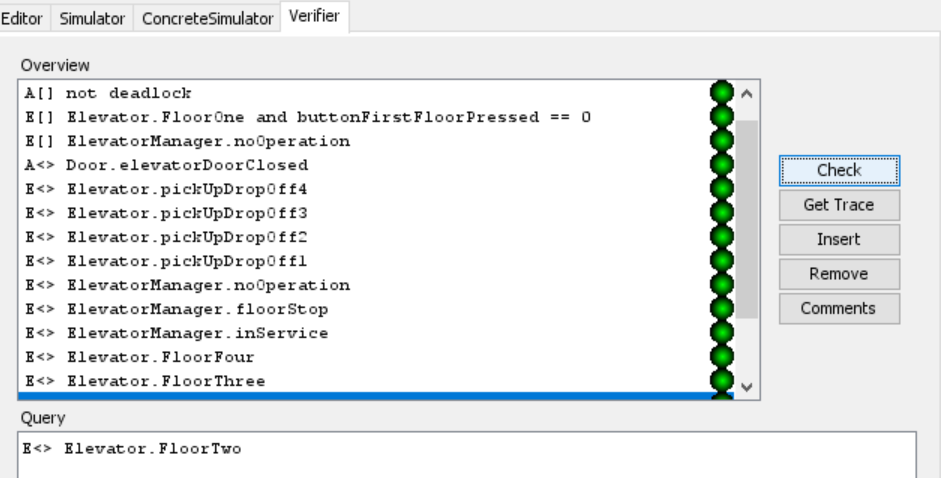 Editor Simulator ConcreteSimulator Verifier
Overview
A[] not deadlock
E[] Elevator.FloorOne and buttonFirstFloorPressed == 0
E[] ElevatorManager.noOperation
A<> Door.elevatorDoorClosed
E<> Elevator.pickUpDropOff4
E<> Elevator.pickUpDropOff3
E<> Elevator.pickUpDropOff2
E<> Elevator.pickUpDropOff1
E<> ElevatorManager.noOperation
E<> ElevatorManager.floorStop
E<> ElevatorManager.inService
E<> Elevator.FloorFour
E<> Elevator.FloorThree
Check
Get Trace
Insert
Remove
Comments
Query
E<> Elevator.FloorTwo